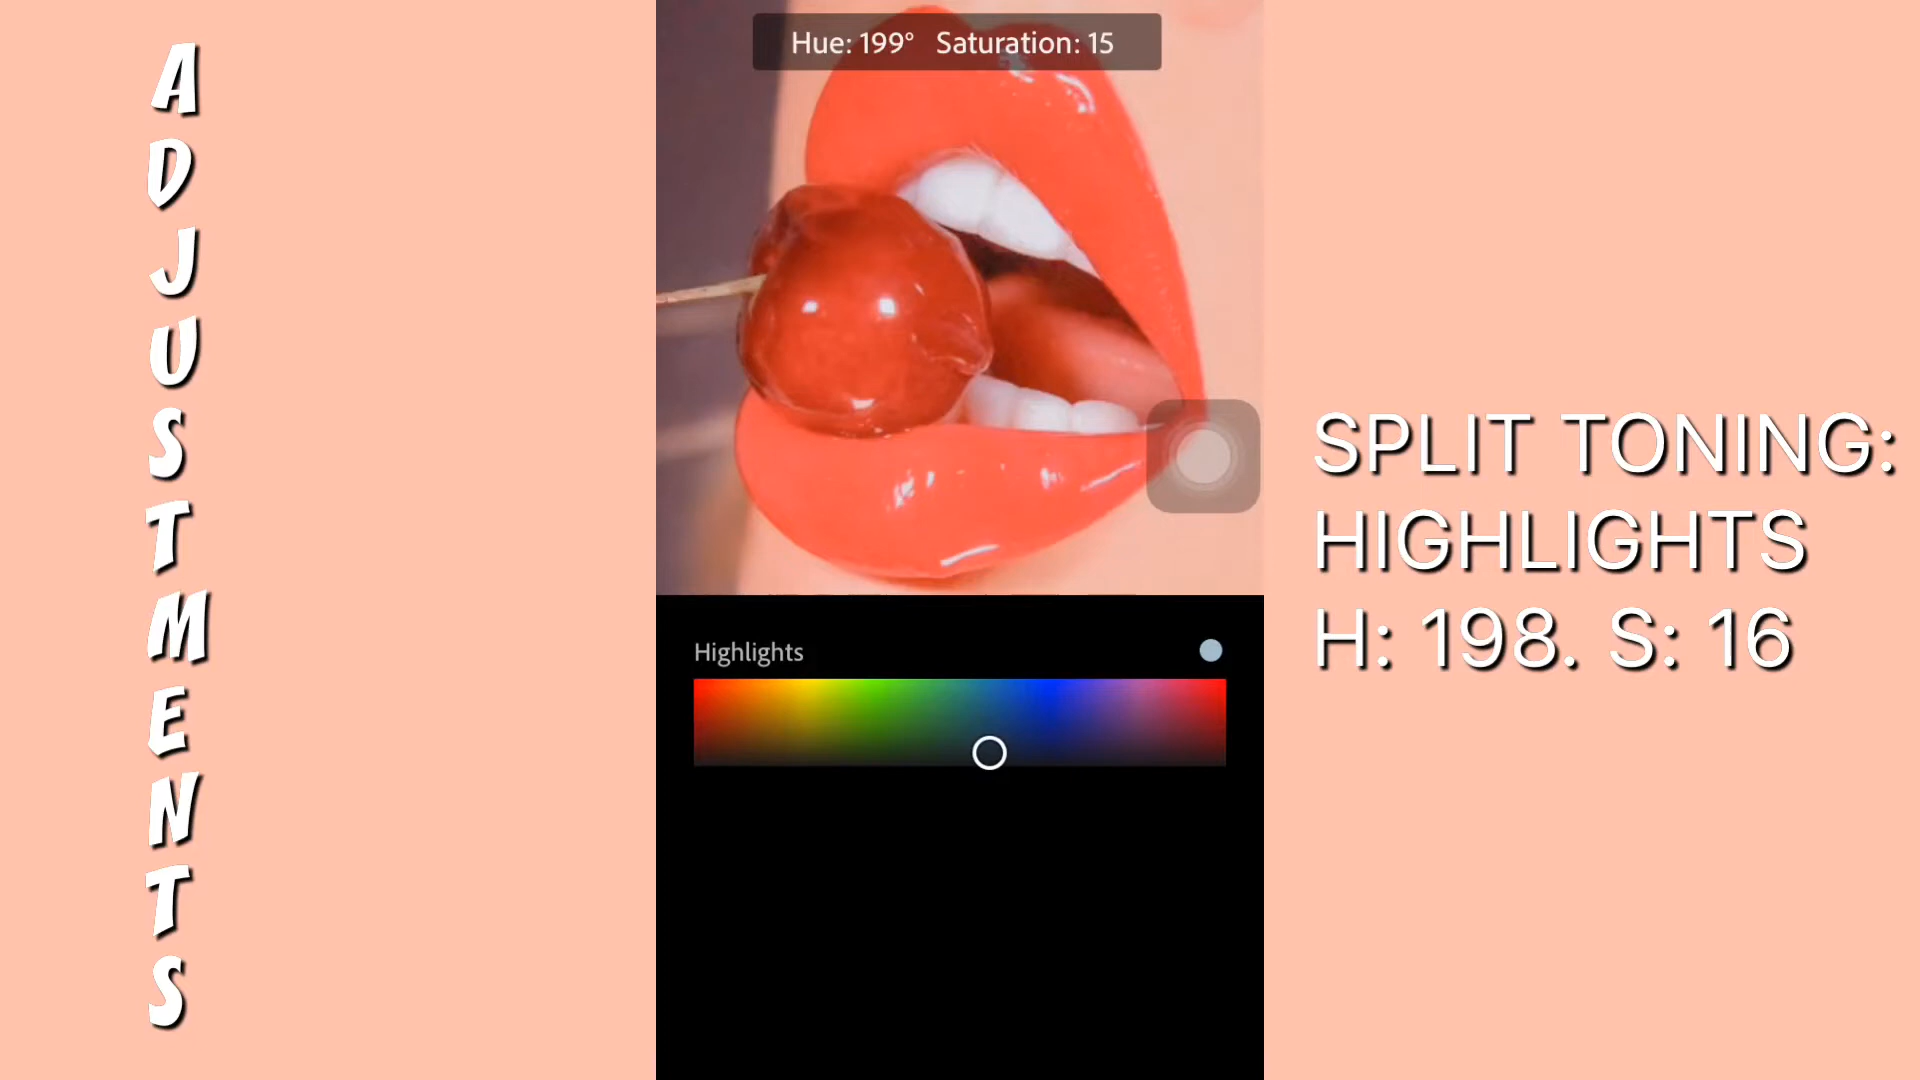 ADJUSTMENTS
Hue: 199° Saturation: 15
Highlights
SPLIT TONING:
HIGHLIGHTS
H: 198. S: 16